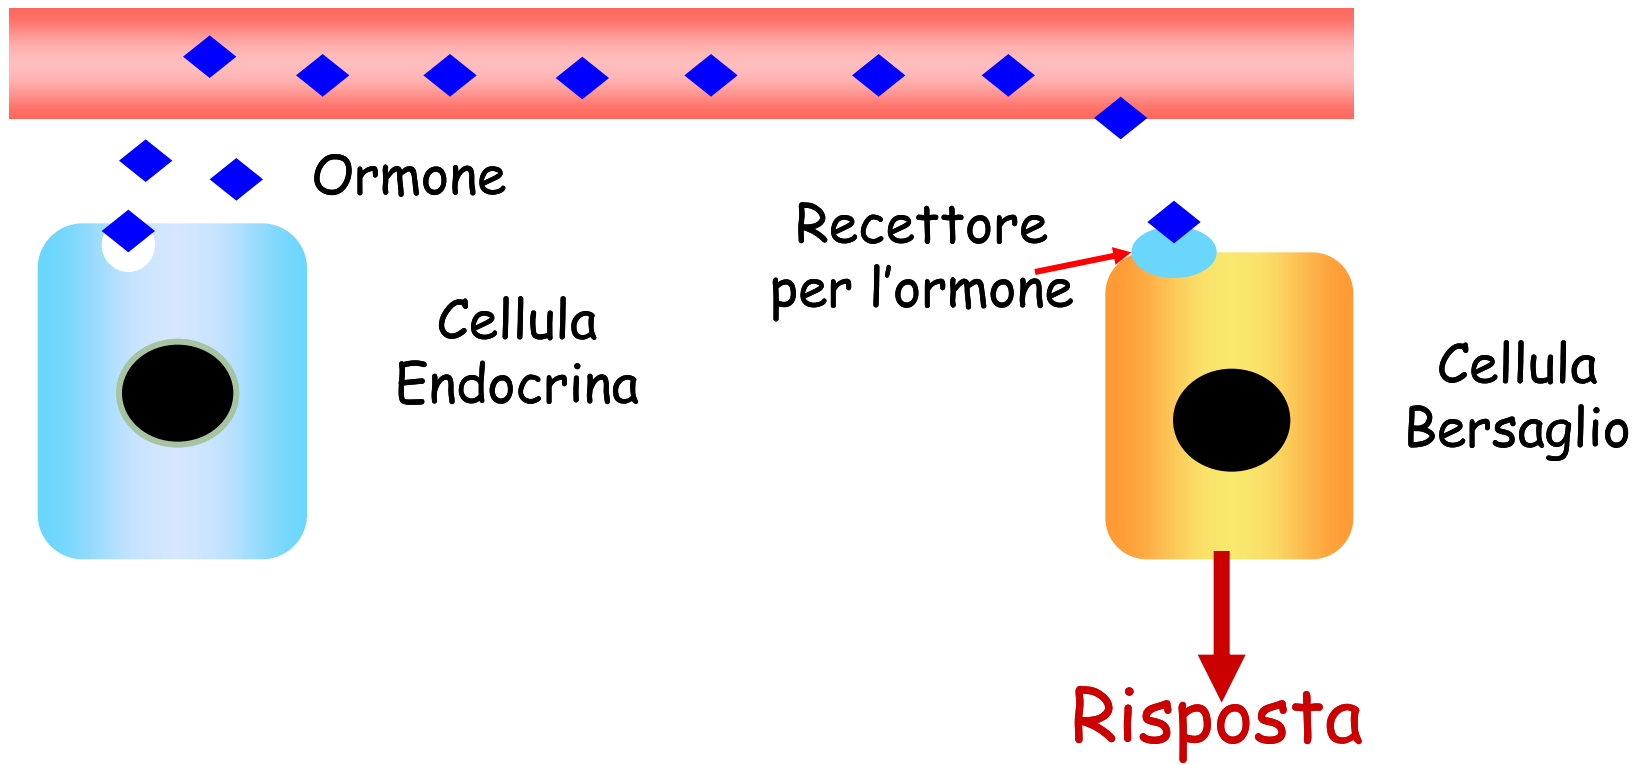 Ormone
Recettore
per l’ormone
Cellula
Endocrina
Cellula
Bersaglio
Risposta